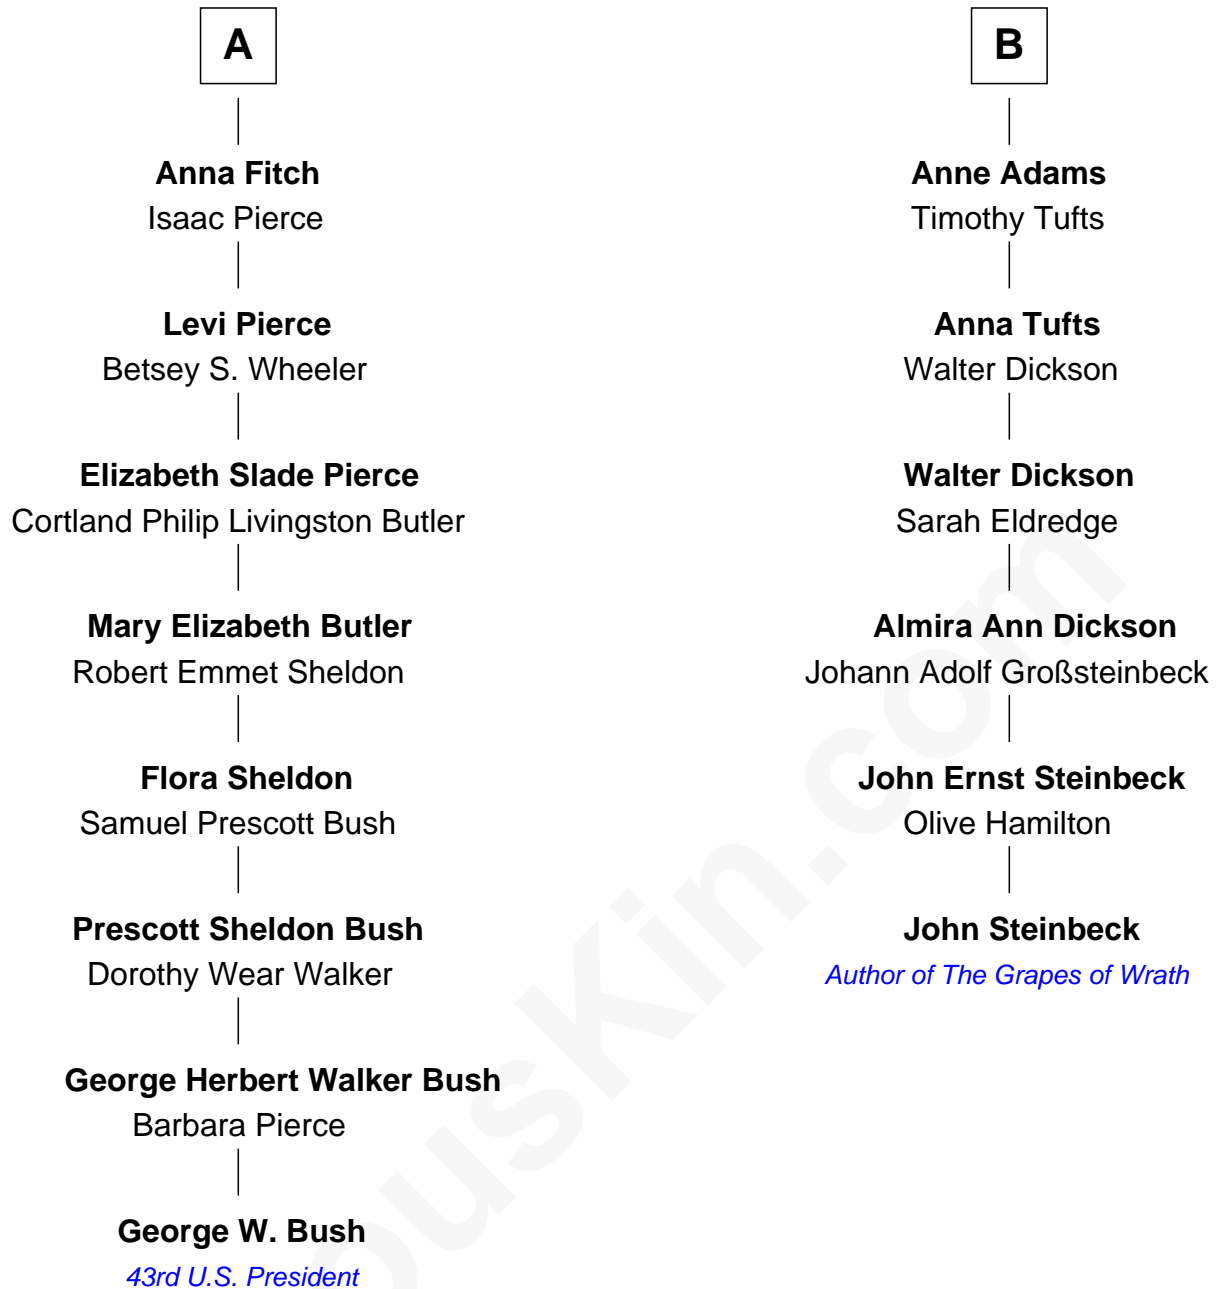 A
Anna Fitch
Isaac Pierce
Levi Pierce
Betsey S. Wheeler
Elizabeth Slade Pierce
Cortland Philip Livingston Butler
Mary Elizabeth Butler
Robert Emmet Sheldon
Flora Sheldon
Samuel Prescott Bush
Prescott Sheldon Bush
Dorothy Wear Walker
George Herbert Walker Bush
Barbara Pierce
George W. Bush
43rd U.S. President
B
Anne Adams
Timothy Tufts
Anna Tufts
Walter Dickson
Walter Dickson
Sarah Eldredge
Almira Ann Dickson
Johann Adolf Großsteinbeck
John Ernst Steinbeck
Olive Hamilton
John Steinbeck
Author of The Grapes of Wrath
ousKin.com